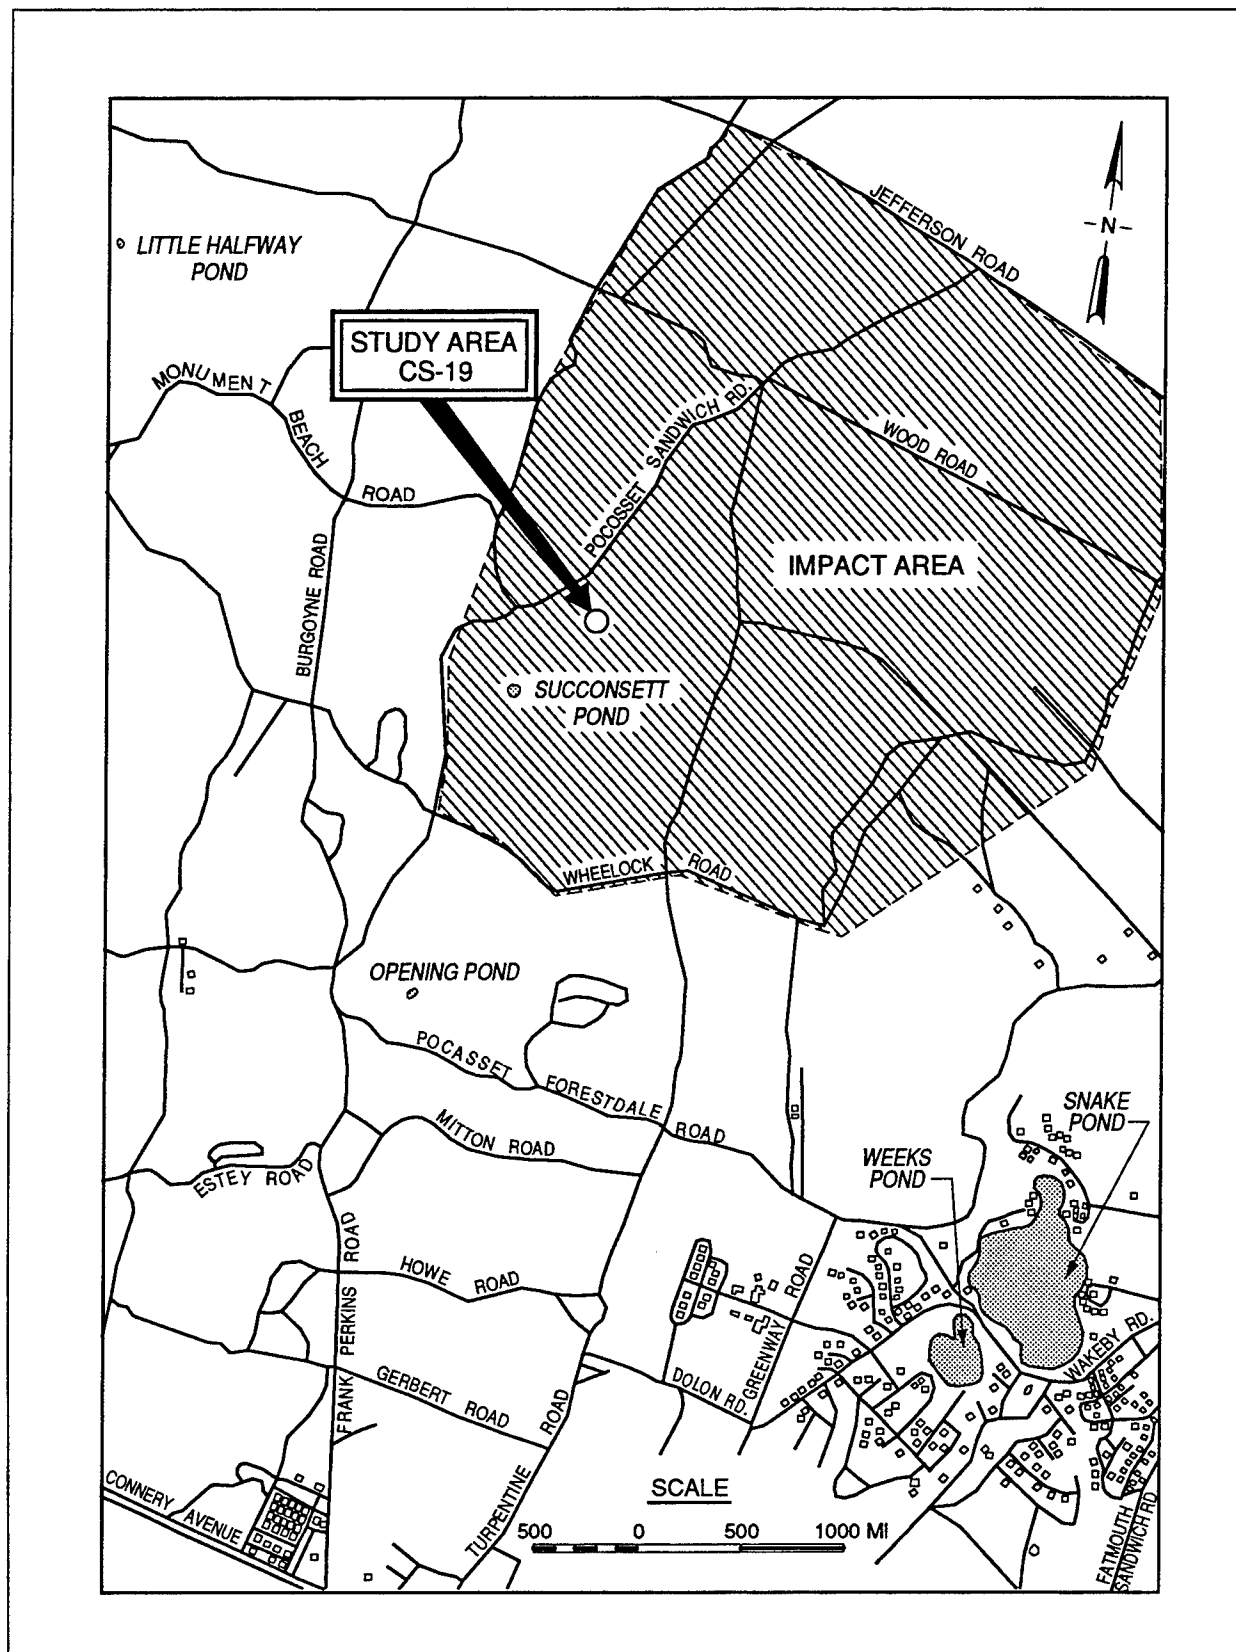 JEFFERSON ROAD
-N-
LITTLE HALFWAY
POND
STUDY AREA
CS-19
MONUMENT BEACH ROAD
POCOSSET SANDWICH RD.
WOOD ROAD
IMPACT AREA
BURGOYNE ROAD
SUCCONSETT
POND
WHEELOCK ROAD
OPENING POND
POCASSET FORESTDALE ROAD
MITTON ROAD
SNAKE
POND
WEEKS
POND
ESTEY ROAD
HOWE ROAD
FRANK PERKINS ROAD
GREENWAY ROAD
WAKEBY RD.
DOLON RD.
GERBERT ROAD
TURPENTINE ROAD
CONNERY AVENUE
FATMOUTH
SANDWICH RD.
SCALE
500 0 500 1000 MI